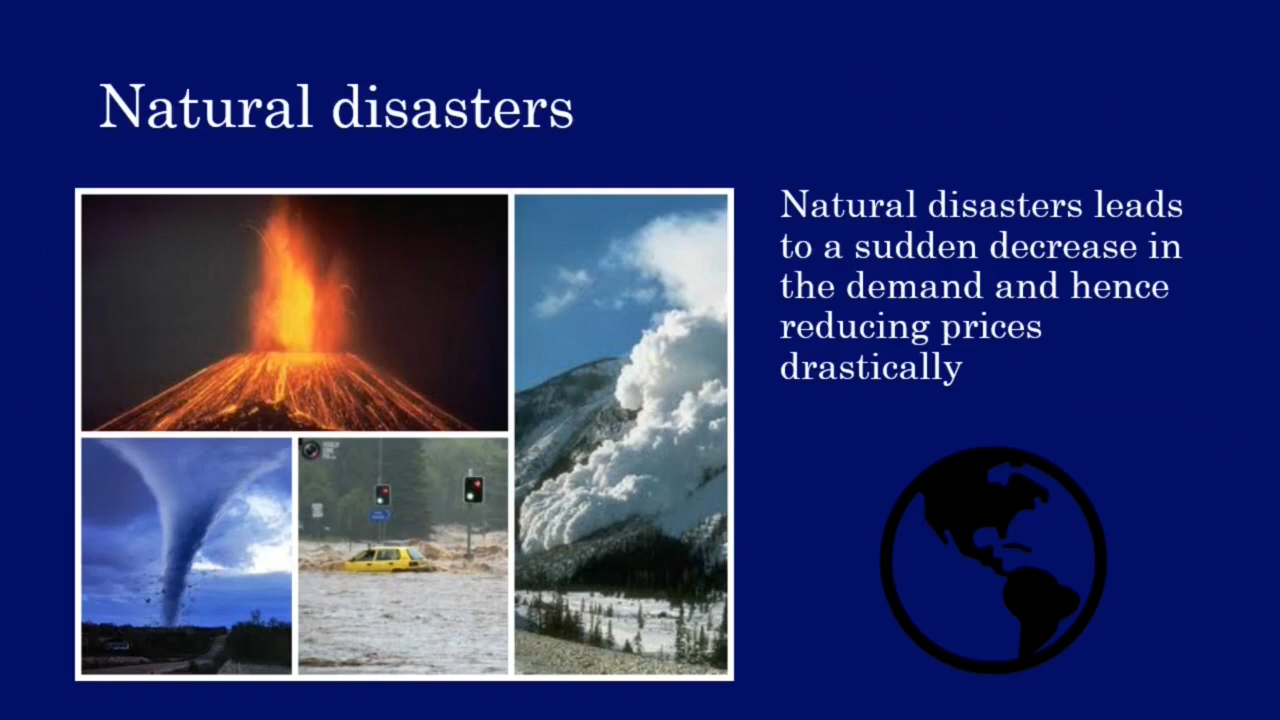 Natural disasters
Natural disasters leads
to a sudden decrease in
the demand and hence
reducing prices
drastically